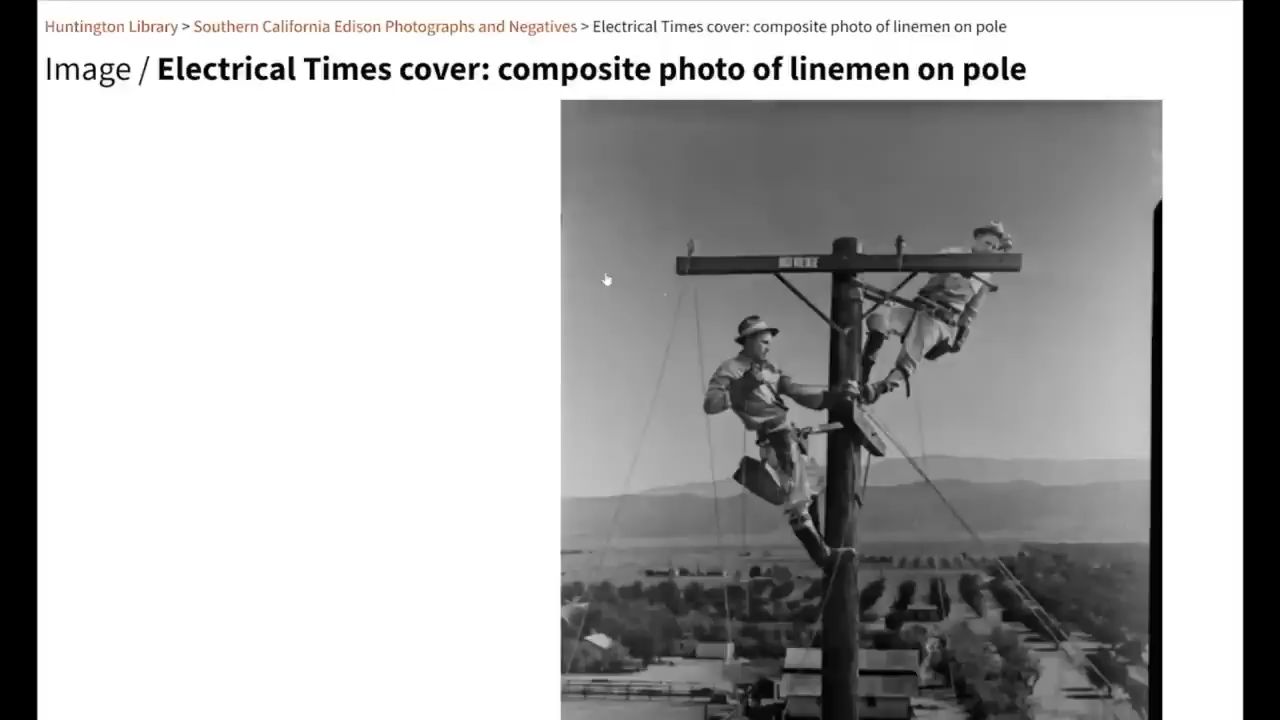 Huntington Library > Southern California Edison Photographs and Negatives > Electrical Times cover: composite photo of linemen on pole
Image / Electrical Times cover: composite photo of linemen on pole